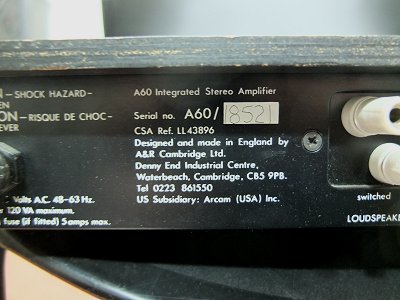 N - SHOCK HAZARD -
EN
ON - RISQUE DE CHOC -
EVER
A60 Integrated Stereo Amplifier
Serial no. A60/18521
CSA Ref. LL43896
Designed and made in England by
A&R Cambridge Ltd.
Denny End Industrial Centre,
Waterbeach, Cambridge, CB5 9PB.
Tel 0223 861550
US Subsidiary: Arcam (USA) Inc.
Volts A.C. 48-63 Hz.
120 VA maximum.
fuse (if fitted) 5 amps max.
switched
LOUDSPEAKE